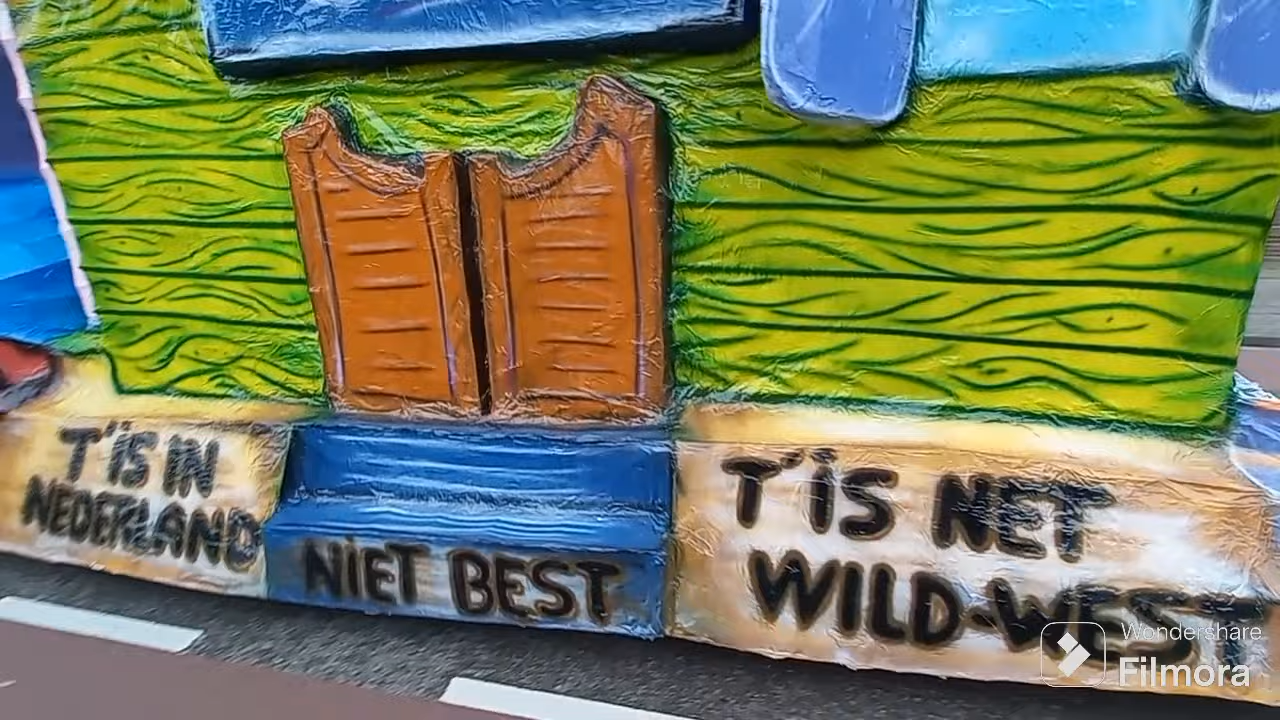 T'IS IN
NEDERLAND
NIET BEST
T'IS NET
WILD-WEST
Wondershare
Filmora